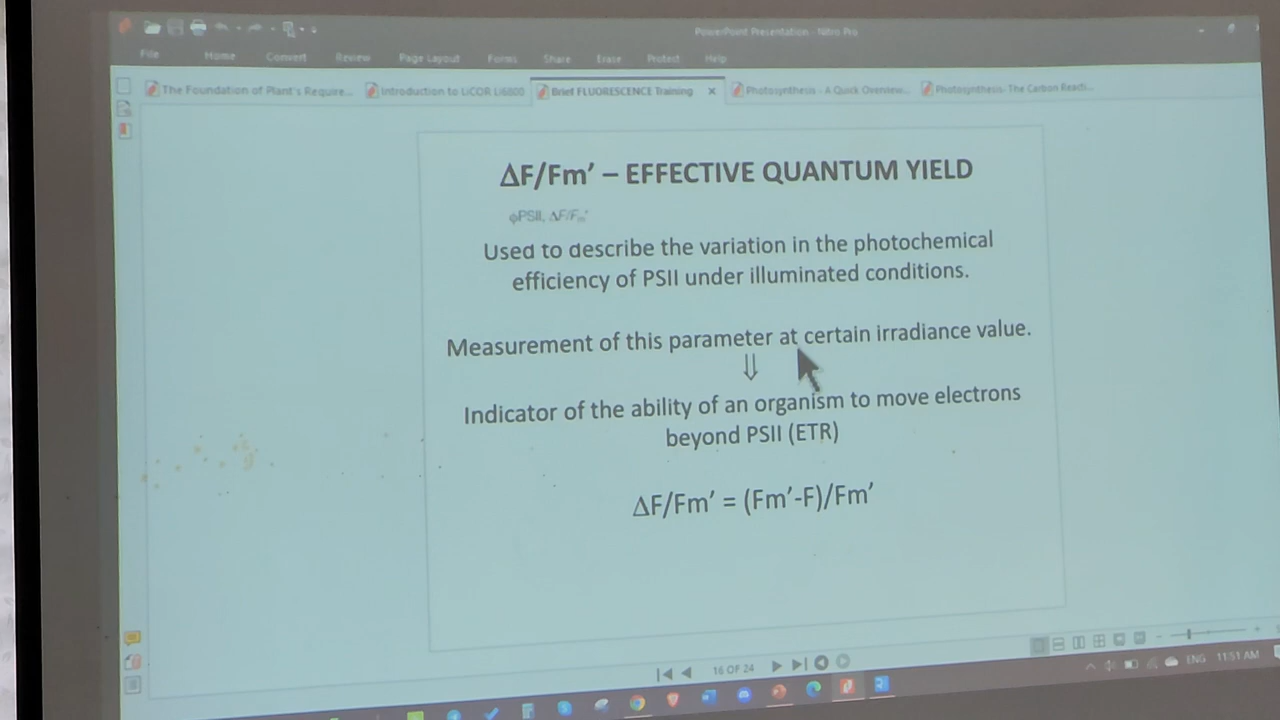 PowerPoint Presentation - Nitro Pro
File Home Convert Review Page Layout Forms Share Erase Protect Help
The Foundation of Plant's Require... Introduction to LiCOR LI6800 Brief FLUORESCENCE Training × Photosynthesis - A Quick Overview... Photosynthesis- The Carbon Reacti...
ΔF/Fm’ – EFFECTIVE QUANTUM YIELD
φPSII, ΔF/Fm'
Used to describe the variation in the photochemical
efficiency of PSII under illuminated conditions.
Measurement of this parameter at certain irradiance value.
⇓
Indicator of the ability of an organism to move electrons
beyond PSII (ETR)
ΔF/Fm’ = (Fm’-F)/Fm’
16 OF 24
ENG 11:51 AM